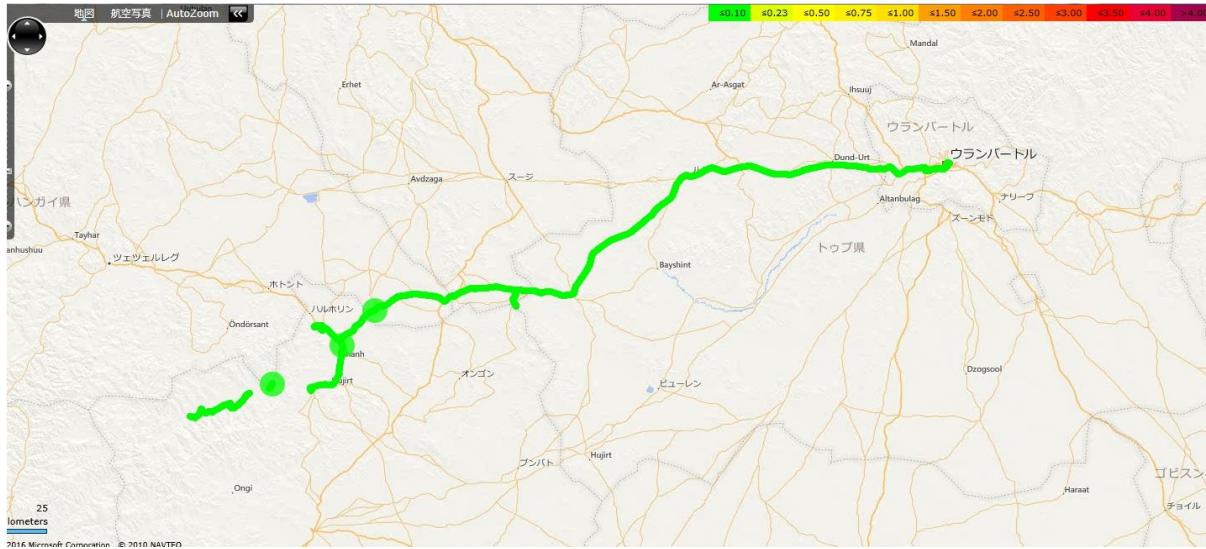 地図 航空写真 | AutoZoom
≤0.10 ≤0.23 ≤0.50 ≤0.75 ≤1.00 ≤1.50 ≤2.00 ≤2.50 ≤3.00 ≤3.50 ≤4.00 >4.00
Mandal
Erhet
Ar-Asgat
Ihsuuj
ウランバートル
ウランバートル
Dund-Urt
Avdzaga
スージ
Altanbulag
ナリーフ
ズーンモド
ハンガイ県
Tayhar
anhushuu
トゥブ県
ツェツェルレグ
Bayshint
ホトント
ハルホリン
Öndörsant
anh
ujirt
オンゴン
ビューレン
Dzogsool
Hujirt
ブンバト
ゴビスン
Ongi
Haraat
チョイル
25
lometers
2016 Microsoft Corporation © 2010 NAVTEQ